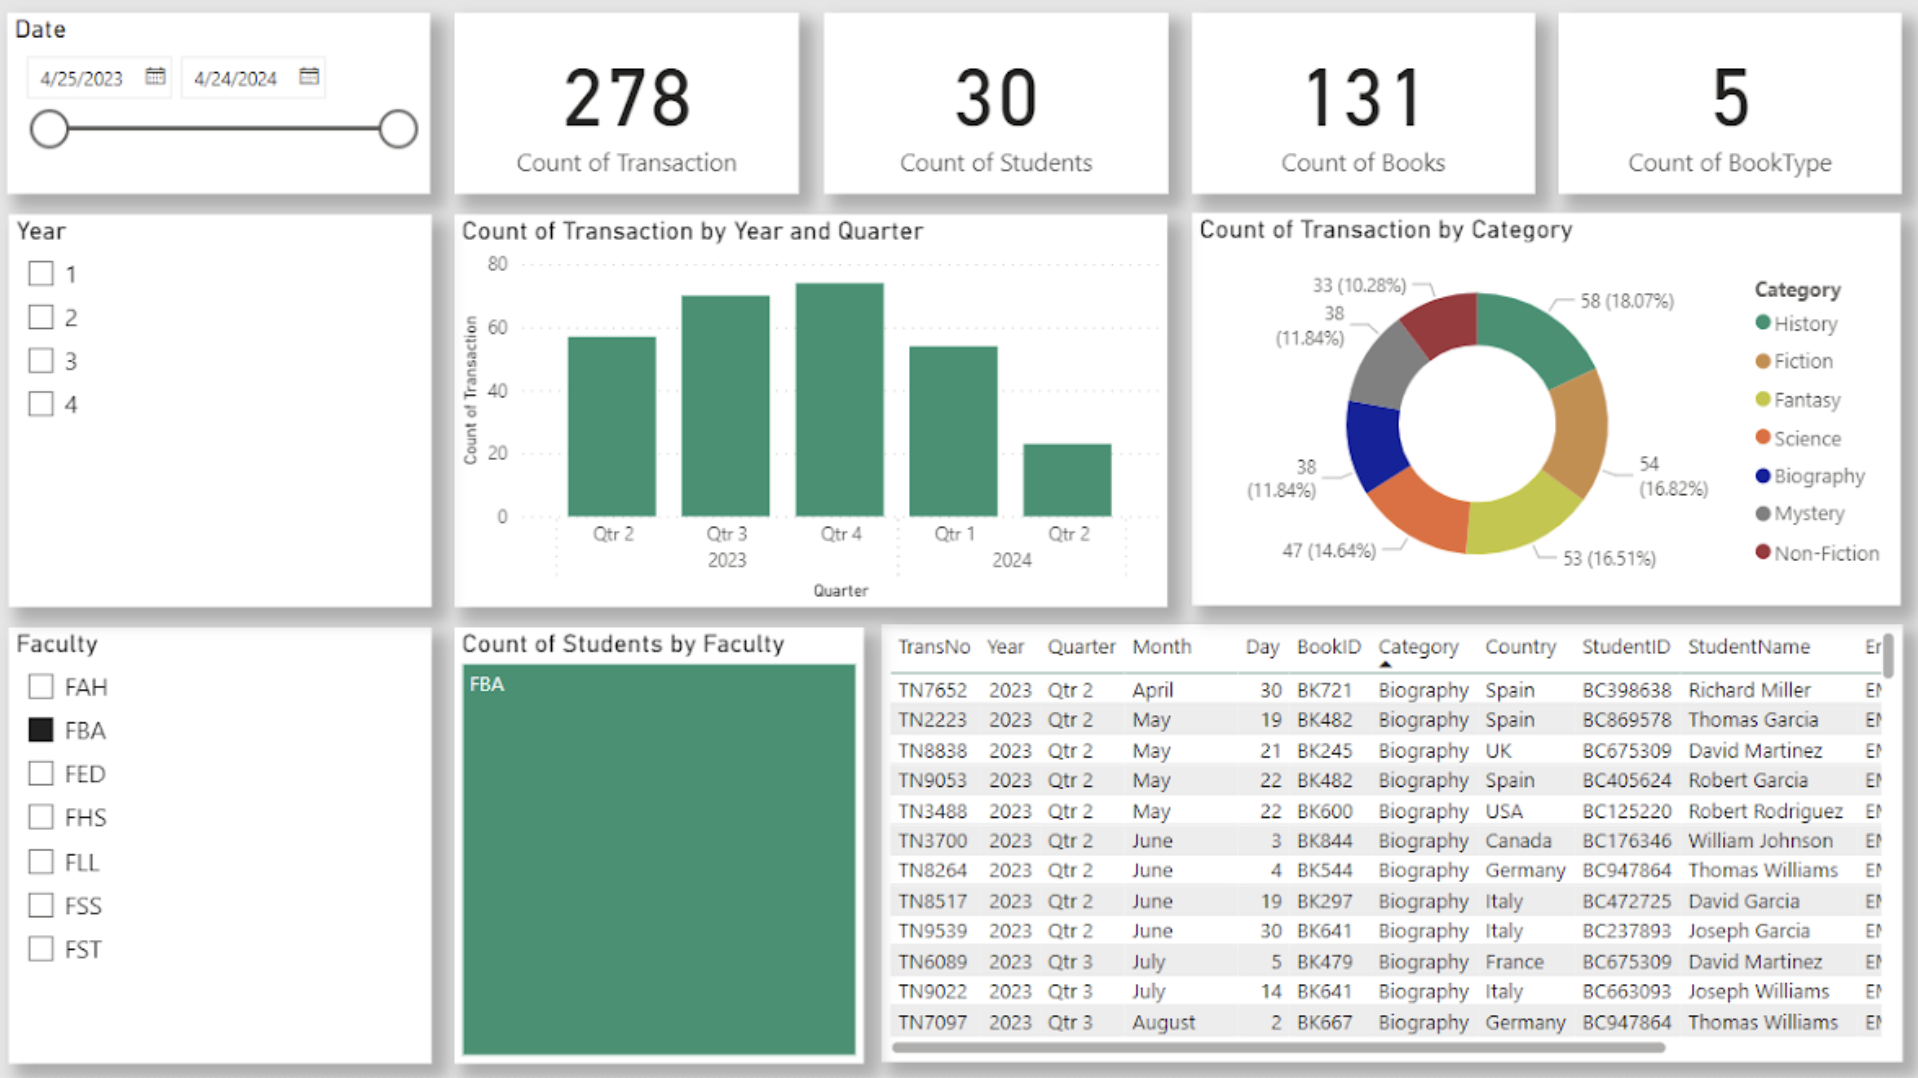 Date
4/25/2023 4/24/2024
278
Count of Transaction
30
Count of Students
131
Count of Books
5
Count of BookType
Year
1
2
3
4
Count of Transaction by Year and Quarter
Count of Transaction
80
60
40
20
0
Qtr 2 Qtr 3 Qtr 4 Qtr 1 Qtr 2
2023 2024
Quarter
Count of Transaction by Category
33 (10.28%)
58 (18.07%)
38
(11.84%)
54
(16.82%)
38
(11.84%)
47 (14.64%)
53 (16.51%)
Category
History
Fiction
Fantasy
Science
Biography
Mystery
Non-Fiction
Faculty
FAH
FBA
FED
FHS
FLL
FSS
FST
Count of Students by Faculty
FBA
TransNo Year Quarter Month Day BookID Category Country StudentID StudentName
TN7652 2023 Qtr 2 April 30 BK721 Biography Spain BC398638 Richard Miller
TN2223 2023 Qtr 2 May 19 BK482 Biography Spain BC869578 Thomas Garcia
TN8838 2023 Qtr 2 May 21 BK245 Biography UK BC675309 David Martinez
TN9053 2023 Qtr 2 May 22 BK482 Biography Spain BC405624 Robert Garcia
TN3488 2023 Qtr 2 May 22 BK600 Biography USA BC125220 Robert Rodriguez
TN3700 2023 Qtr 2 June 3 BK844 Biography Canada BC176346 William Johnson
TN8264 2023 Qtr 2 June 4 BK544 Biography Germany BC947864 Thomas Williams
TN8517 2023 Qtr 2 June 19 BK297 Biography Italy BC472725 David Garcia
TN9539 2023 Qtr 2 June 30 BK641 Biography Italy BC237893 Joseph Garcia
TN6089 2023 Qtr 3 July 5 BK479 Biography France BC675309 David Martinez
TN9022 2023 Qtr 3 July 14 BK641 Biography Italy BC663093 Joseph Williams
TN7097 2023 Qtr 3 August 2 BK667 Biography Germany BC947864 Thomas Williams